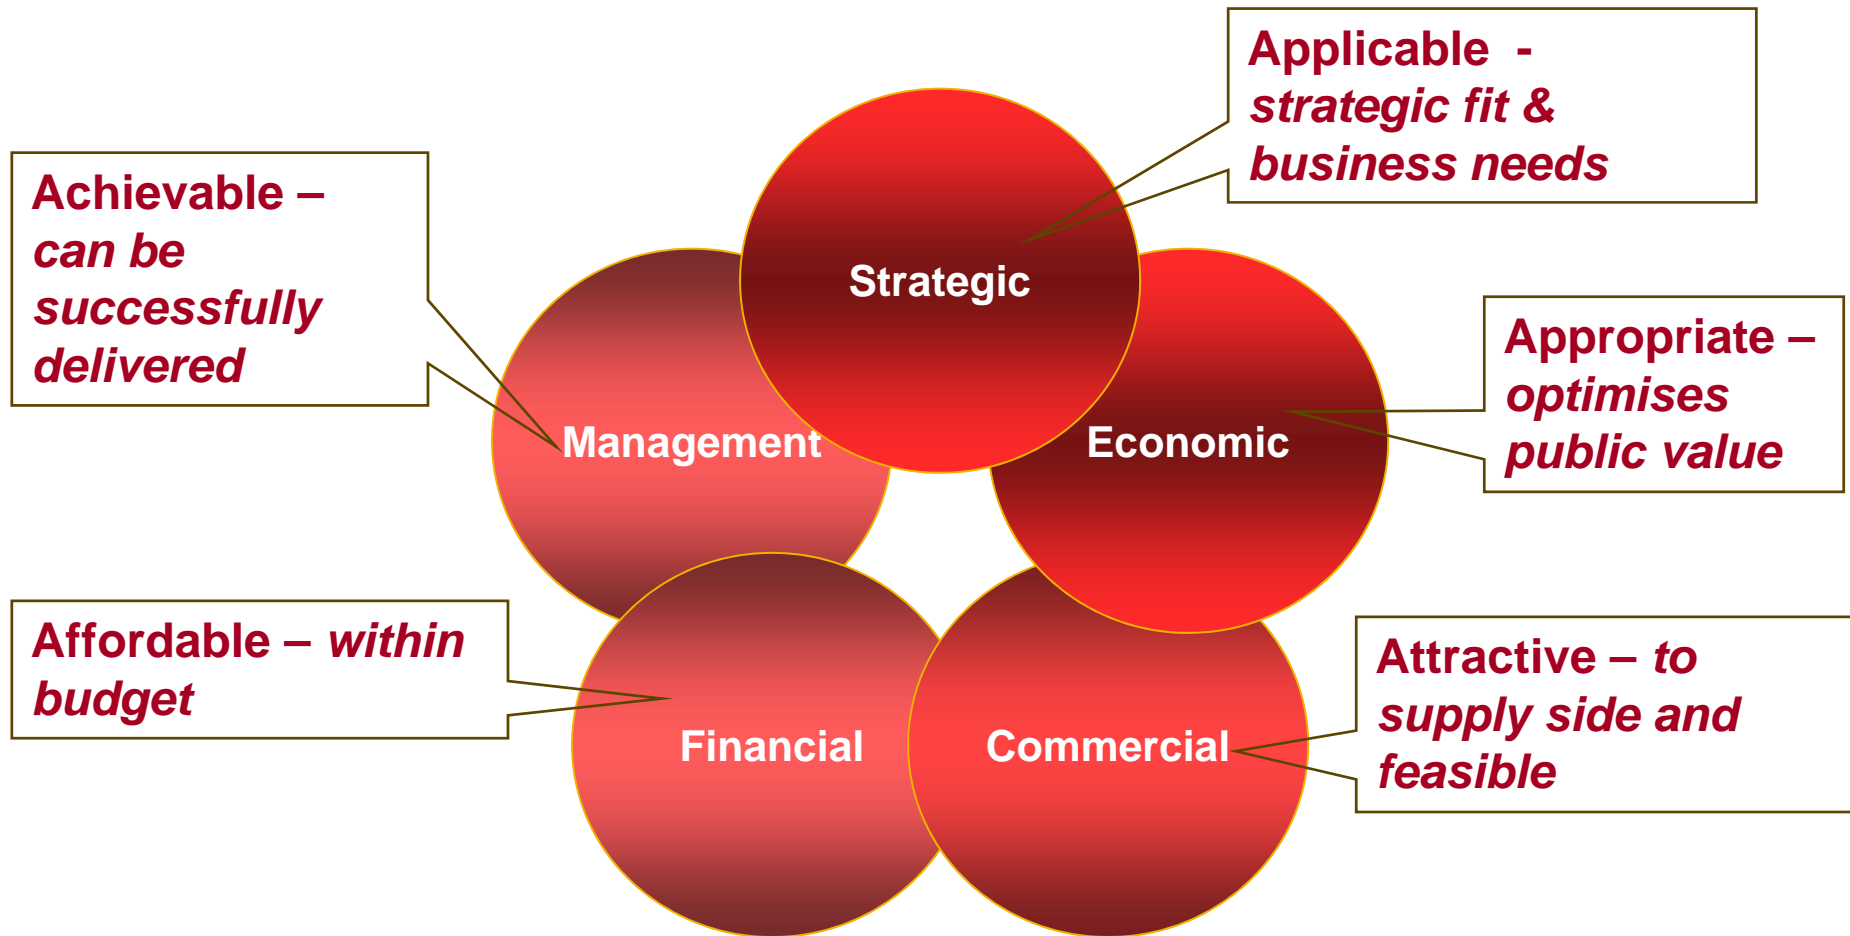 Applicable -
strategic fit &
business needs
Achievable –
can be
successfully
delivered
Strategic
Appropriate –
optimises
public value
Management
Economic
Affordable – within
budget
Attractive – to
supply side and
feasible
Financial
Commercial